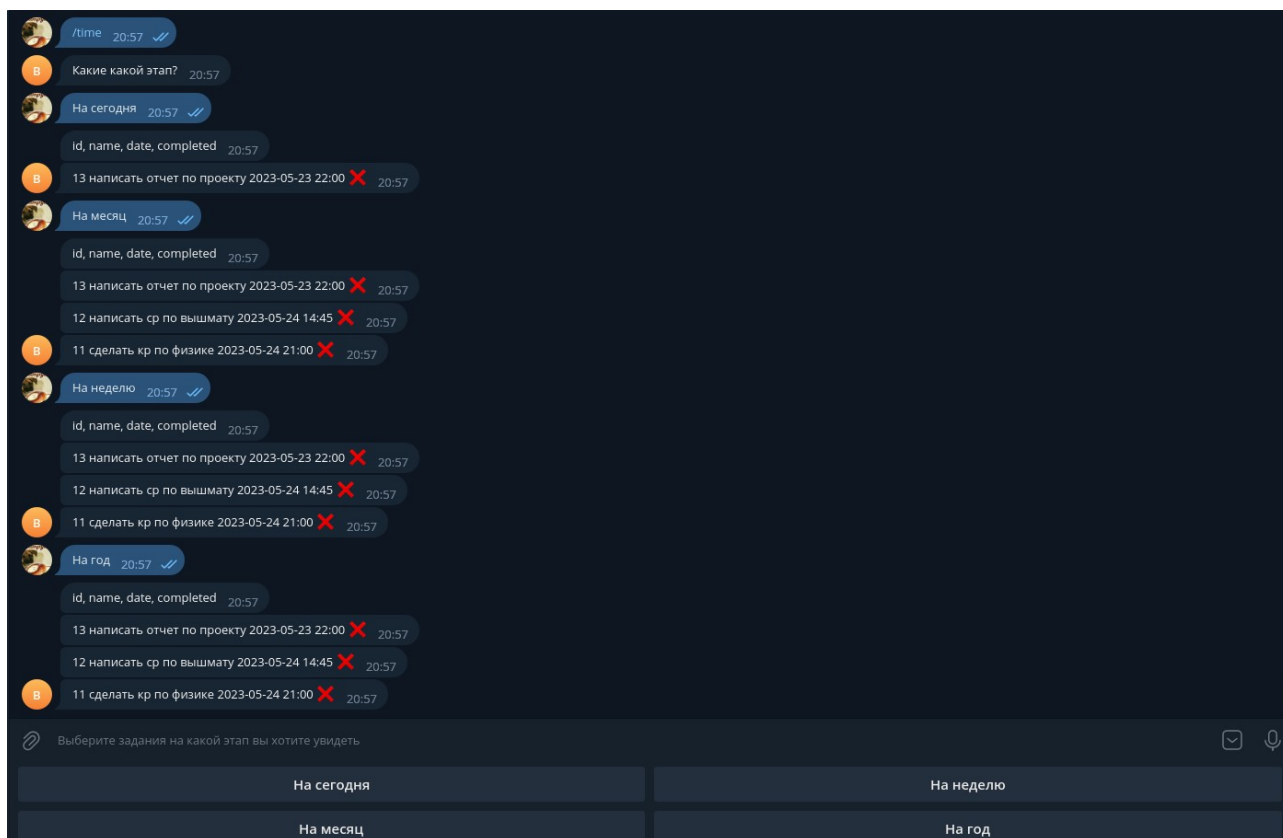 /time 20:57
В Какие какой этап? 20:57
На сегодня 20:57
id, name, date, completed 20:57
В 13 написать отчет по проекту 2023-05-23 22:00 ❌ 20:57
На месяц 20:57
id, name, date, completed 20:57
13 написать отчет по проекту 2023-05-23 22:00 ❌ 20:57
12 написать ср по вышмату 2023-05-24 14:45 ❌ 20:57
В 11 сделать кр по физике 2023-05-24 21:00 ❌ 20:57
На неделю 20:57
id, name, date, completed 20:57
13 написать отчет по проекту 2023-05-23 22:00 ❌ 20:57
12 написать ср по вышмату 2023-05-24 14:45 ❌ 20:57
В 11 сделать кр по физике 2023-05-24 21:00 ❌ 20:57
На год 20:57
id, name, date, completed 20:57
13 написать отчет по проекту 2023-05-23 22:00 ❌ 20:57
12 написать ср по вышмату 2023-05-24 14:45 ❌ 20:57
В 11 сделать кр по физике 2023-05-24 21:00 ❌ 20:57
Выберите задания на какой этап вы хотите увидеть
На сегодня На неделю
На месяц На год